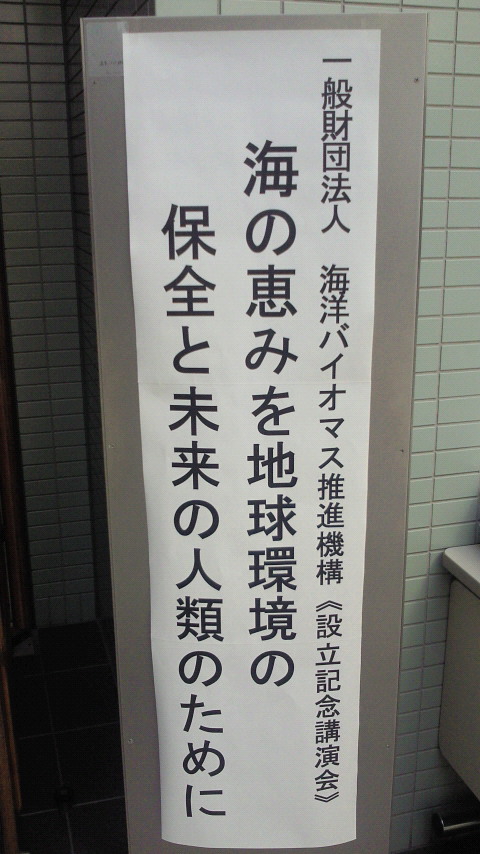 一般財団法人　海洋バイオマス推進機構《設立記念講演会》
海の恵みを地球環境の
保全と未来の人類のために